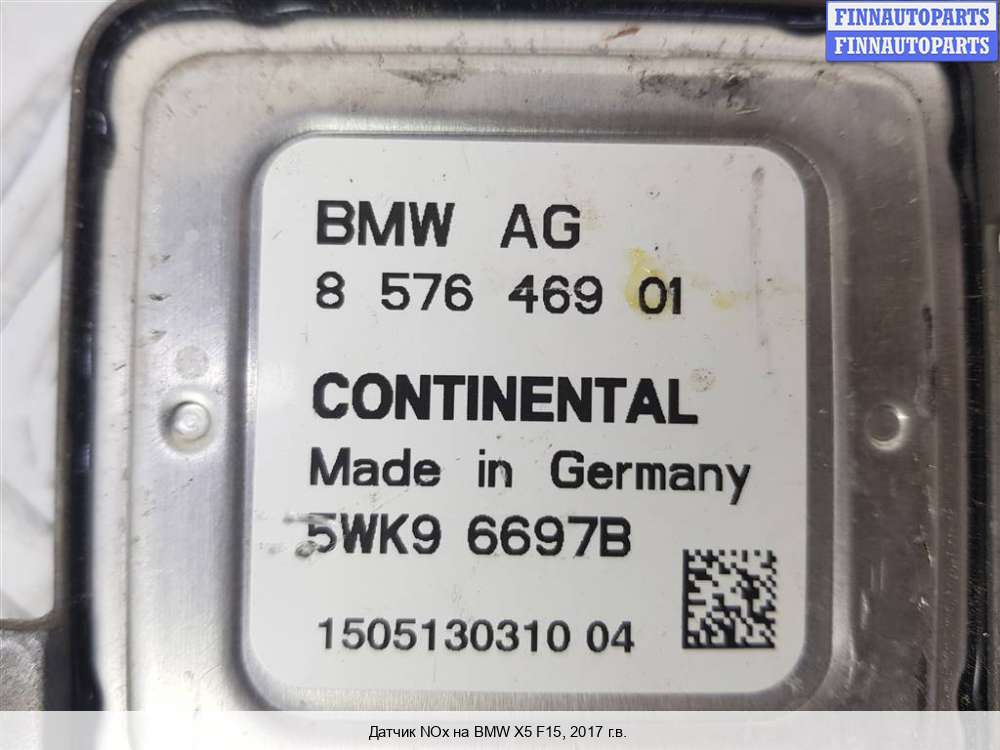 FINNAUTOPARTS
FINNAUTOPARTS
BMW AG
8 576 469 01
CONTINENTAL
Made in Germany
5WK9 6697B
1505130310 04
Датчик NOx на BMW X5 F15, 2017 г.в.